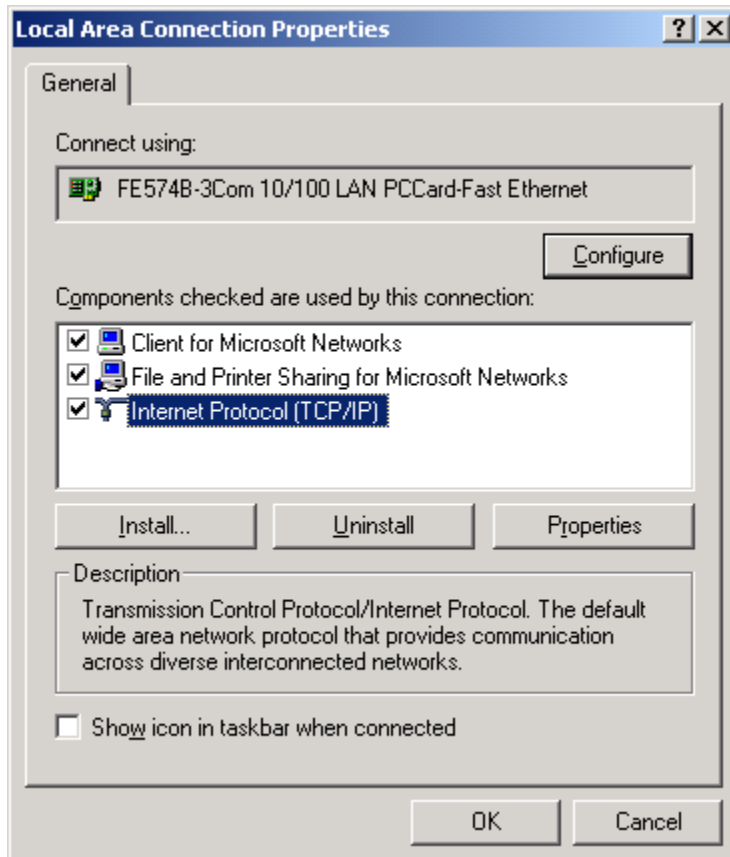 Local Area Connection Properties
General
Connect using:
FE574B-3Com 10/100 LAN PCCard-Fast Ethernet
Configure
Components checked are used by this connection:
Client for Microsoft Networks
File and Printer Sharing for Microsoft Networks
Internet Protocol (TCP/IP)
Install...
Uninstall
Properties
Description
Transmission Control Protocol/Internet Protocol. The default
wide area network protocol that provides communication
across diverse interconnected networks.
Show icon in taskbar when connected
OK
Cancel